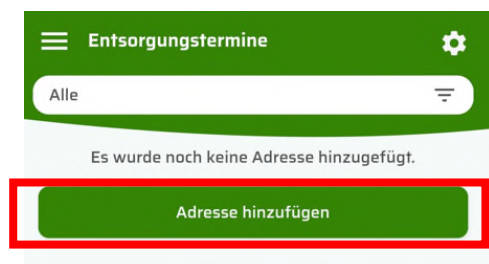 Entsorgungstermine
Alle
Es wurde noch keine Adresse hinzugefügt.
Adresse hinzufügen